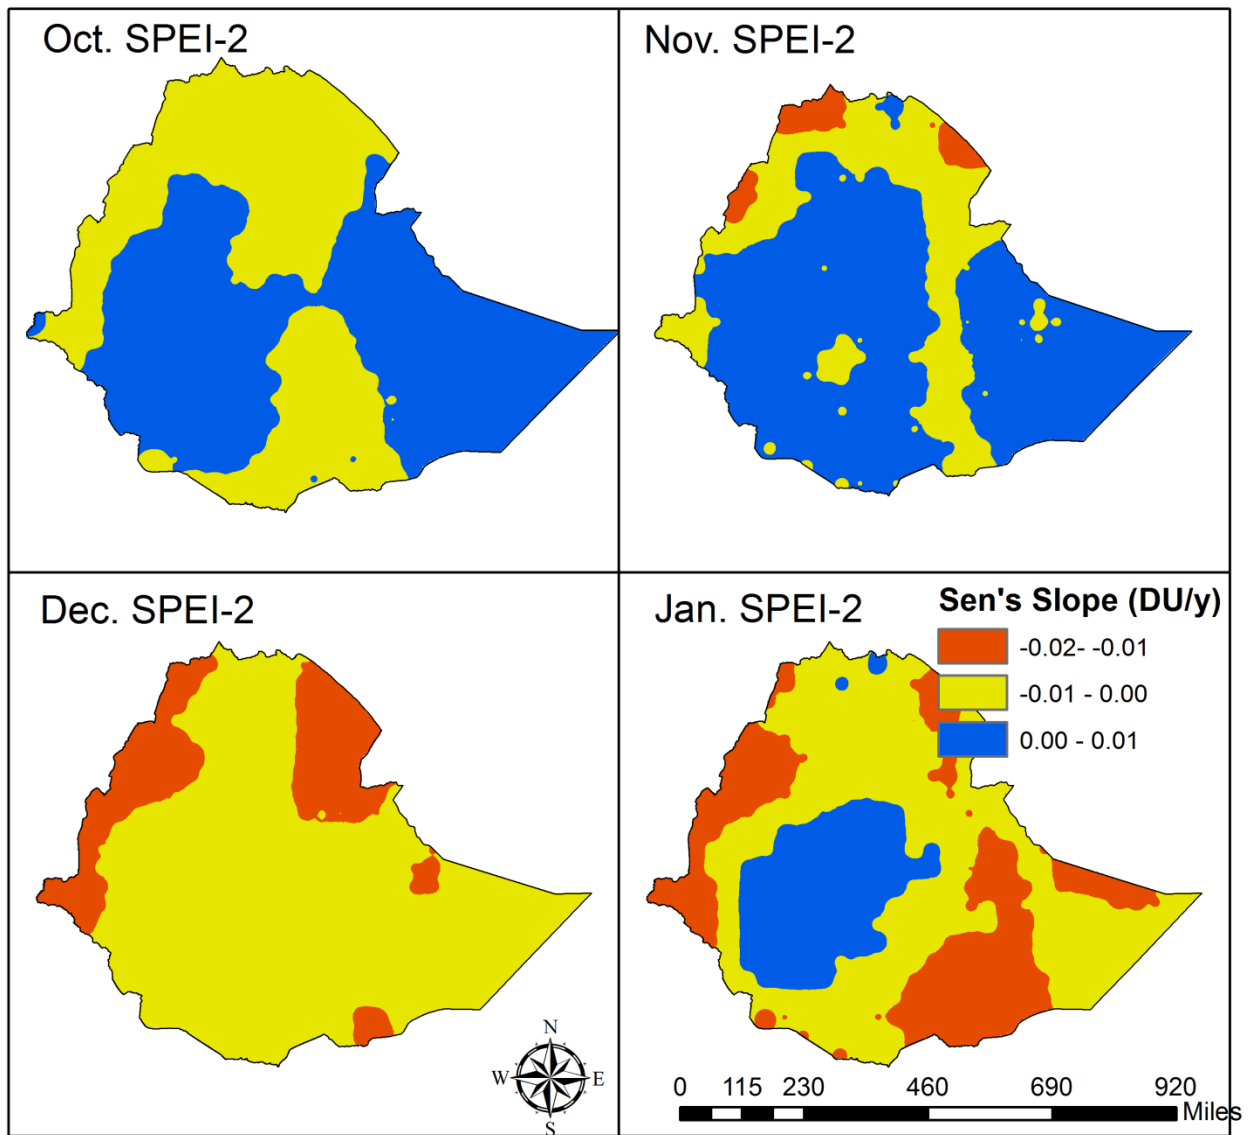 Oct. SPEI-2
Nov. SPEI-2
Dec. SPEI-2
Jan. SPEI-2
Sen's Slope (DU/y)
-0.02- -0.01
-0.01 - 0.00
0.00 - 0.01
N
W E
S
0 115 230 460 690 920
Miles